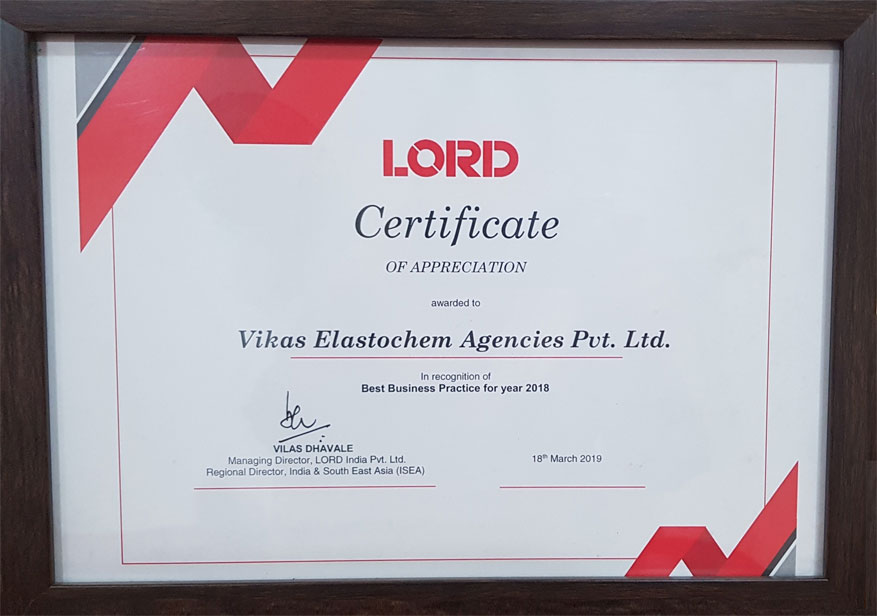 LORD
Certificate
OF APPRECIATION
awarded to
Vikas Elastochem Agencies Pvt. Ltd.
In recognition of
Best Business Practice for year 2018
VILAS DHAVALE
Managing Director, LORD India Pvt. Ltd.
Regional Director, India & South East Asia (ISEA)
18th March 2019